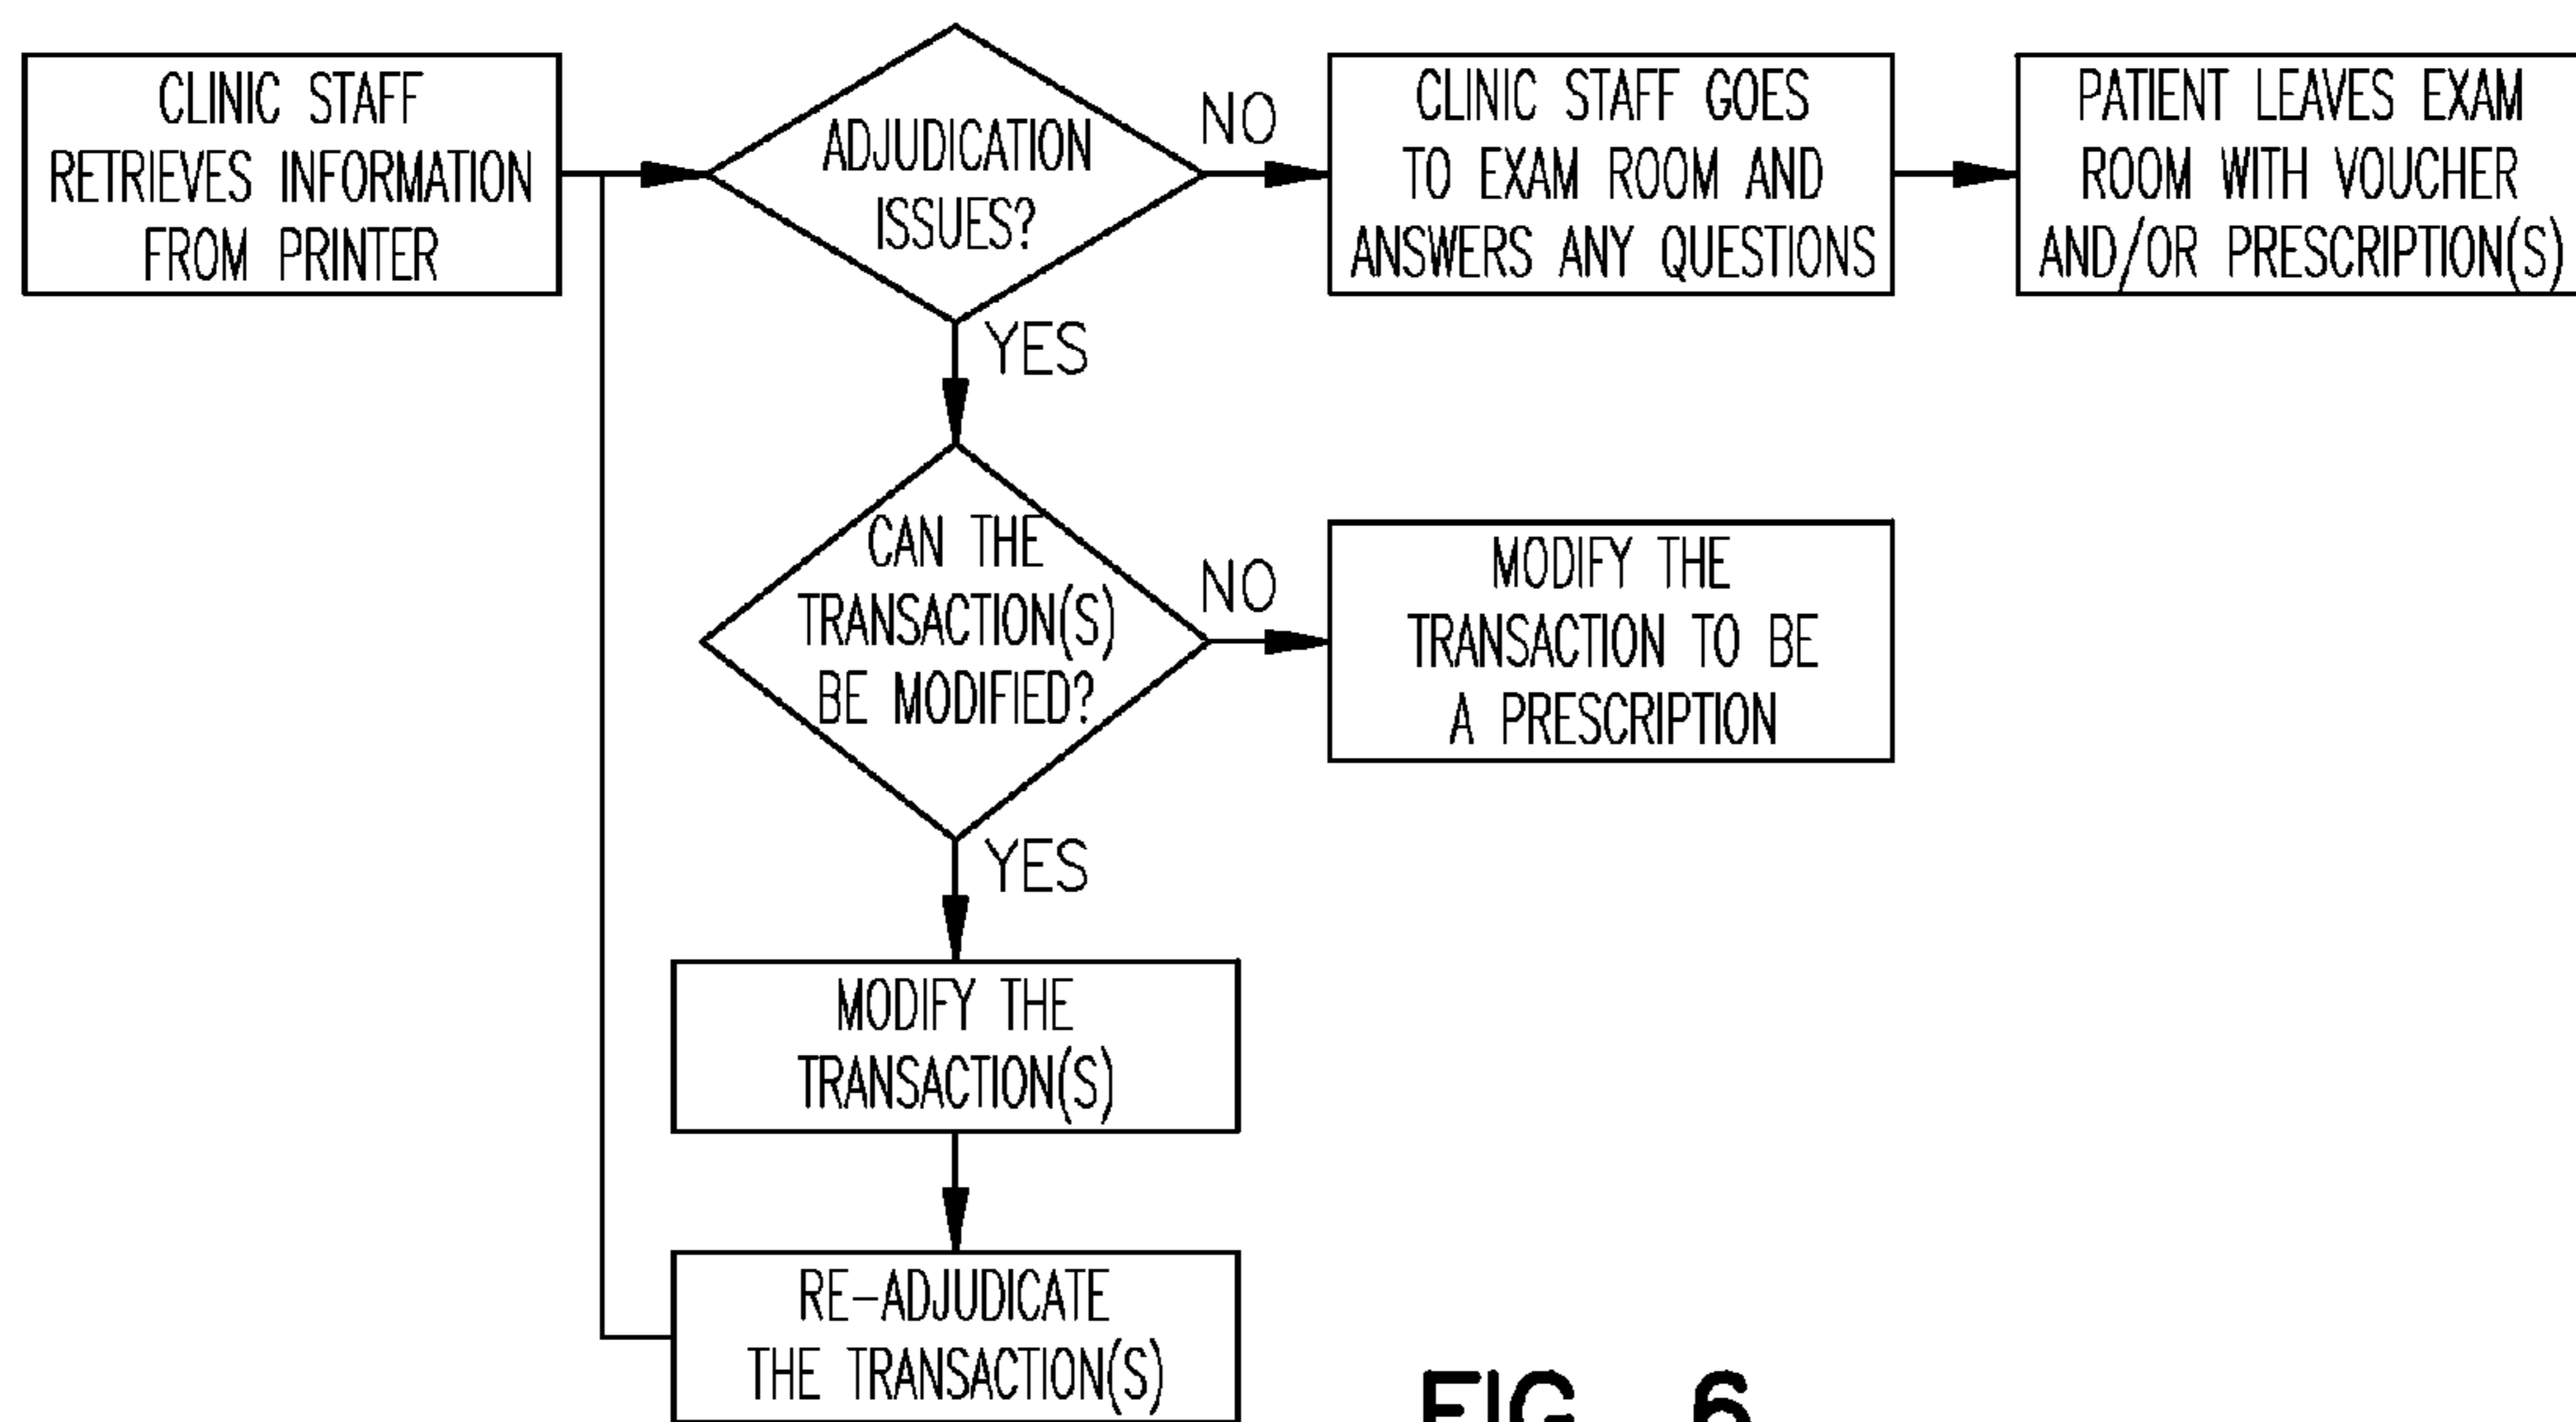 CLINIC STAFF
RETRIEVES INFORMATION
FROM PRINTER
ADJUDICATION
ISSUES?
NO
CLINIC STAFF GOES
TO EXAM ROOM AND
ANSWERS ANY QUESTIONS
PATIENT LEAVES EXAM
ROOM WITH VOUCHER
AND/OR PRESCRIPTION(S)
YES
CAN THE
TRANSACTION(S)
BE MODIFIED?
NO
MODIFY THE
TRANSACTION TO BE
A PRESCRIPTION
YES
MODIFY THE
TRANSACTION(S)
RE-ADJUDICATE
THE TRANSACTION(S)
FIG. 6